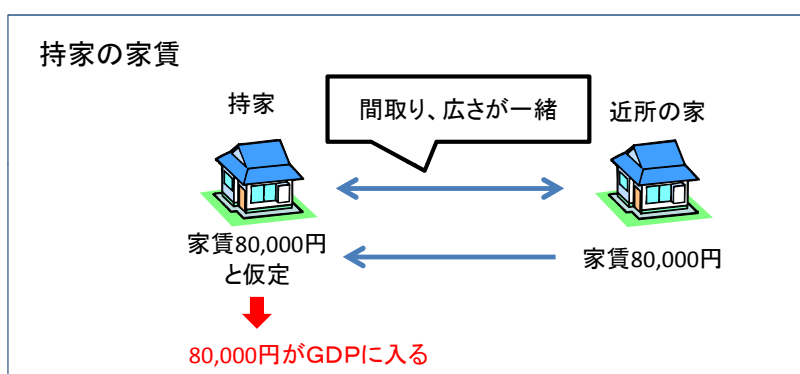 持家の家賃
持家
間取り、広さが一緒
近所の家
家賃80,000円
と仮定
家賃80,000円
80,000円がＧＤＰに入る